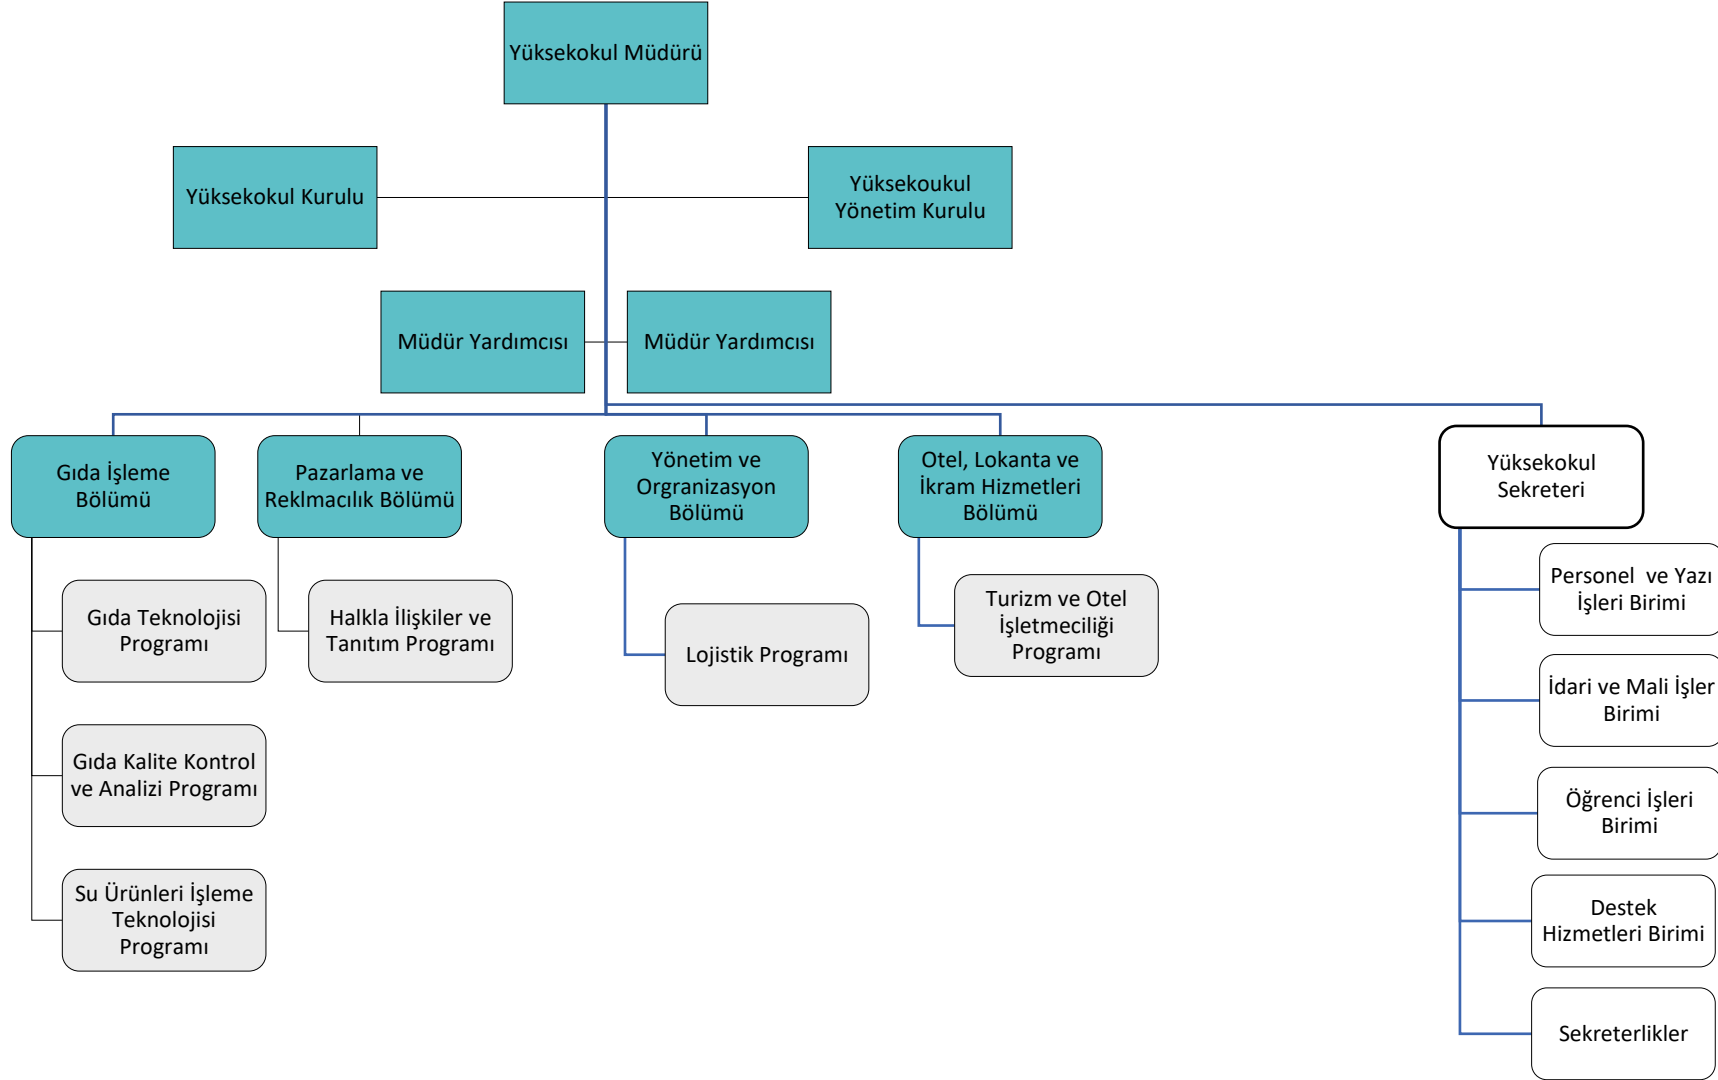 Yüksekokul Müdürü
Yüksekokul Kurulu
Yüksekoukul
Yönetim Kurulu
Müdür Yardımcısı
Müdür Yardımcısı
Gıda İşleme
Bölümü
Pazarlama ve
Reklmacılık Bölümü
Yönetim ve
Orgranizasyon
Bölümü
Otel, Lokanta ve
İkram Hizmetleri
Bölümü
Yüksekokul
Sekreteri
Gıda Teknolojisi
Programı
Gıda Kalite Kontrol
ve Analizi Programı
Su Ürünleri İşleme
Teknolojisi
Programı
Halkla İlişkiler ve
Tanıtım Programı
Lojistik Programı
Turizm ve Otel
İşletmeciliği
Programı
Personel  ve Yazı
İşleri Birimi
İdari ve Mali İşler
Birimi
Öğrenci İşleri
Birimi
Destek
Hizmetleri Birimi
Sekreterlikler